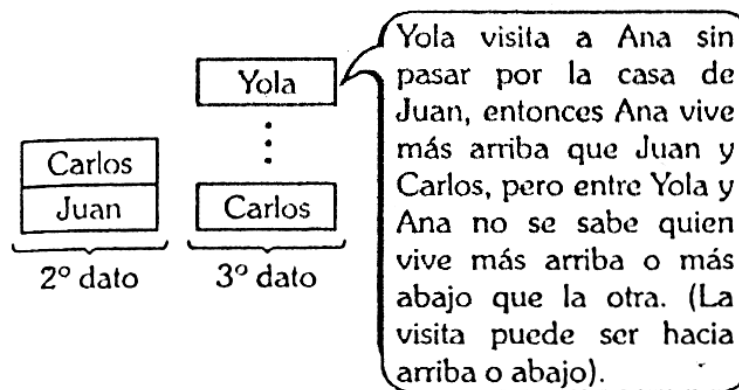 Yola
Carlos
Juan
Carlos
2º dato
3º dato
Yola visita a Ana sin
pasar por la casa de
Juan, entonces Ana vive
más arriba que Juan y
Carlos, pero entre Yola y
Ana no se sabe quien
vive más arriba o más
abajo que la otra. (La
visita puede ser hacia
arriba o abajo).